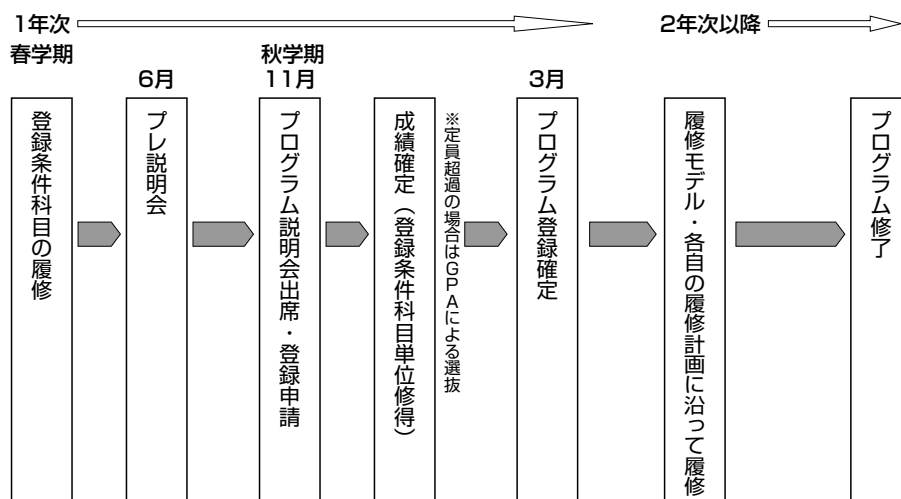 1年次
2年次以降
春学期
6月
秋学期
11月
3月
登録条件科目の履修
プレ説明会
プログラム説明会出席・登録申請
成績確定（登録条件科目単位修得）
※定員超過の場合はGPAによる選抜
プログラム登録確定
履修モデル・各自の履修計画に沿って履修
プログラム修了